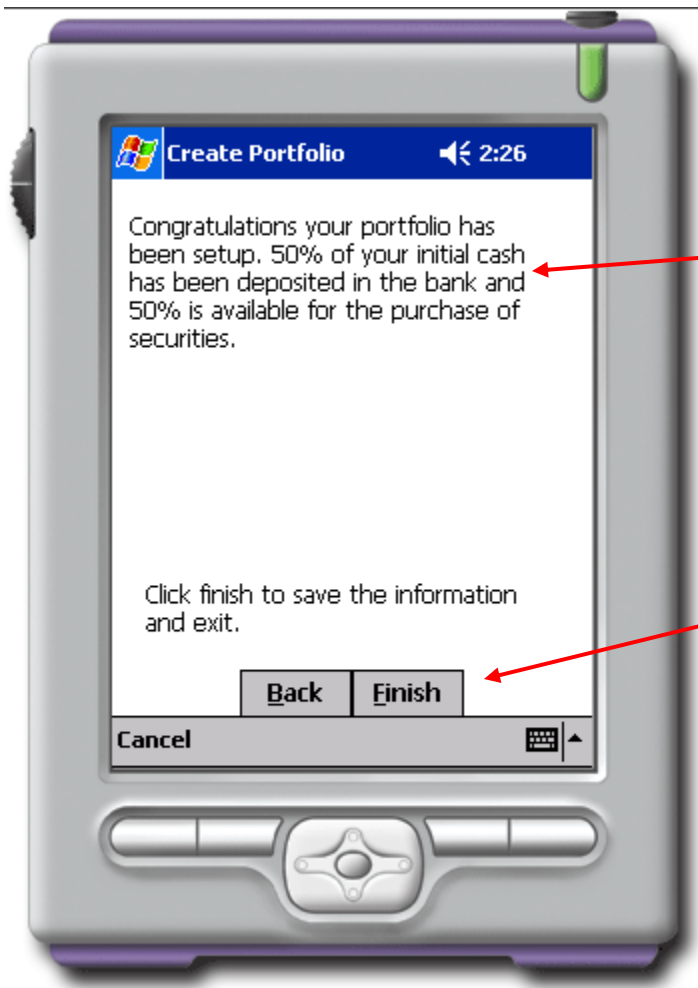 Create Portfolio 2:26
Congratulations your portfolio has
been setup. 50% of your initial cash
has been deposited in the bank and
50% is available for the purchase of
securities.
Click finish to save the information
and exit.
Back Finish
Cancel